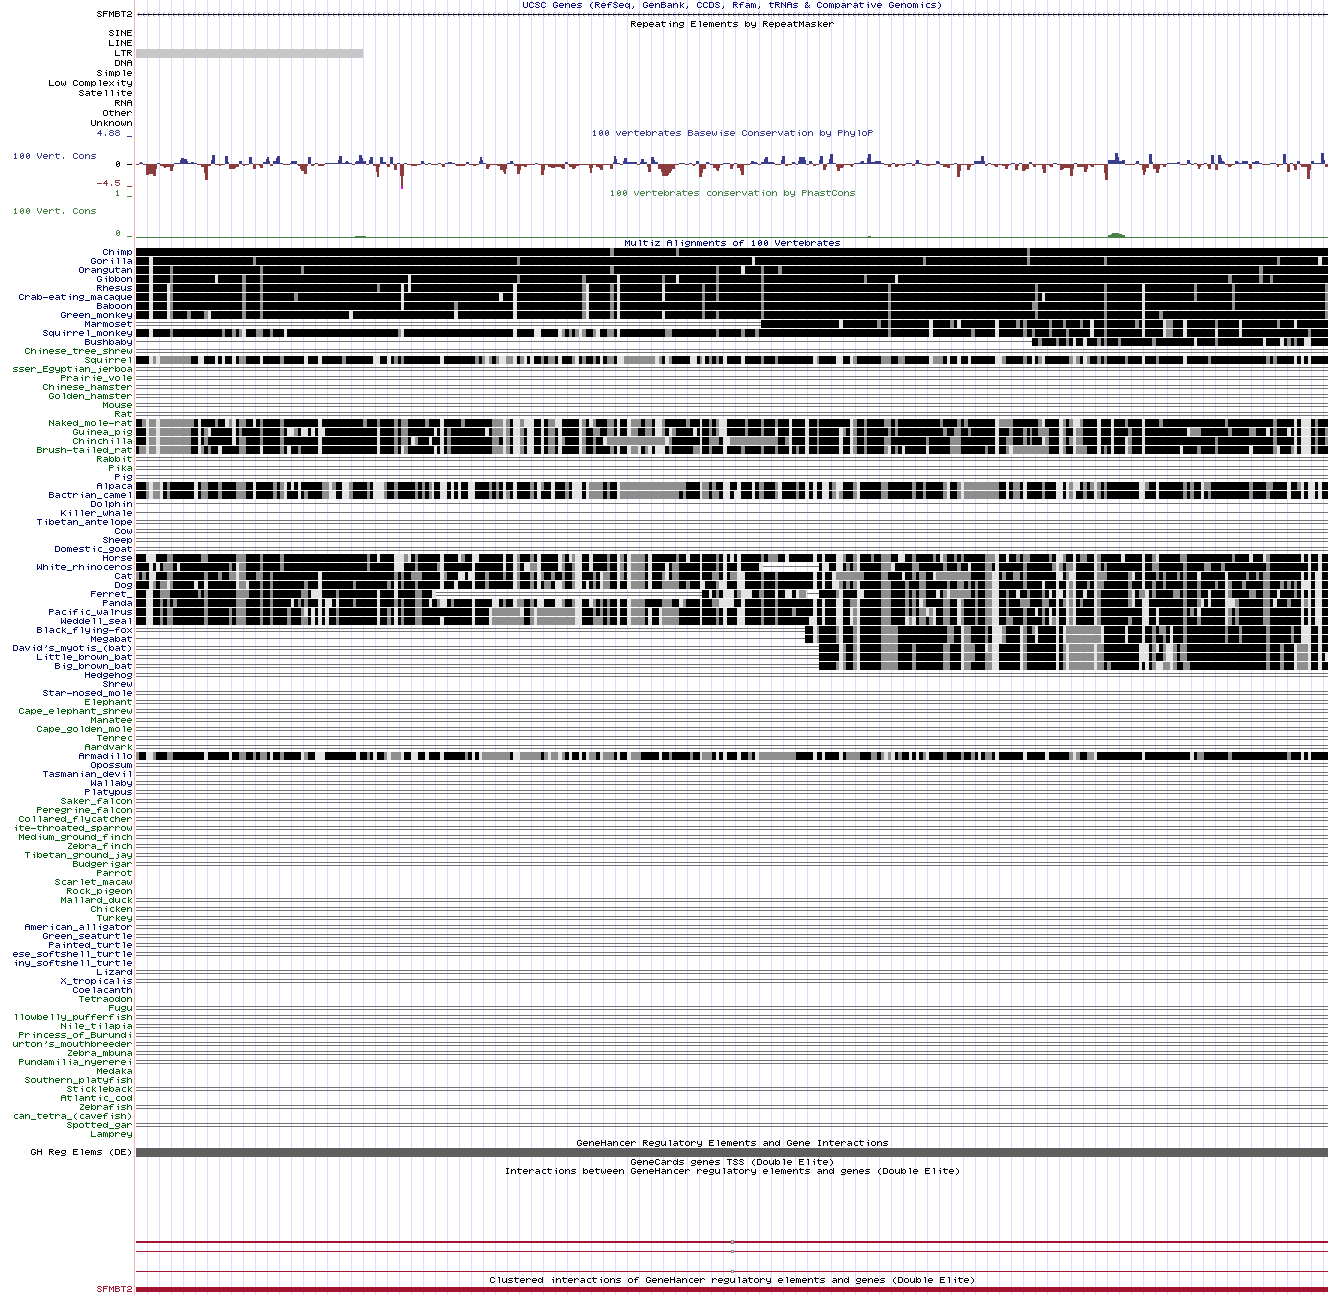 UCSC Genes (RefSeq, GenBank, CCDS, Rfam, tRNAs & Comparative Genomics)
SFMBT2
Repeating Elements by RepeatMasker
SINE
LINE
LTR
DNA
Simple
Low Complexity
Satellite
RNA
Other
Unknown
4.88 _
100 vertebrates Basewise Conservation by PhyloP
100 Vert. Cons
0 _
-4.5 _
1 _
100 vertebrates conservation by PhastCons
100 Vert. Cons
0 _
Multiz Alignments of 100 Vertebrates
Chimp
Gorilla
Orangutan
Gibbon
Rhesus
Crab-eating_macaque
Baboon
Green_monkey
Marmoset
Squirrel_monkey
Bushbaby
Chinese_tree_shrew
Squirrel
sser_Egyptian_jerboa
Prairie_vole
Chinese_hamster
Golden_hamster
Mouse
Rat
Naked_mole-rat
Guinea_pig
Chinchilla
Brush-tailed_rat
Rabbit
Pika
Pig
Alpaca
Bactrian_camel
Dolphin
Killer_whale
Tibetan_antelope
Cow
Sheep
Domestic_goat
Horse
White_rhinoceros
Cat
Dog
Ferret_
Panda
Pacific_walrus
Weddell_seal
Black_flying-fox
Megabat
David's_myotis_(bat)
Little_brown_bat
Big_brown_bat
Hedgehog
Shrew
Star-nosed_mole
Elephant
Cape_elephant_shrew
Manatee
Cape_golden_mole
Tenrec
Aardvark
Armadillo
Opossum
Tasmanian_devil
Wallaby
Platypus
Saker_falcon
Peregrine_falcon
Collared_flycatcher
ite-throated_sparrow
Medium_ground_finch
Zebra_finch
Tibetan_ground_jay
Budgerigar
Parrot
Scarlet_macaw
Rock_pigeon
Mallard_duck
Chicken
Turkey
American_alligator
Green_seaturtle
Painted_turtle
ese_softshell_turtle
iny_softshell_turtle
Lizard
X_tropicalis
Coelacanth
Tetraodon
Fugu
llowbelly_pufferfish
Nile_tilapia
Princess_of_Burundi
urton's_mouthbreeder
Zebra_mbuna
Pundamilia_nyererei
Medaka
Southern_platyfish
Stickleback
Atlantic_cod
Zebrafish
can_tetra_(cavefish)
Spotted_gar
Lamprey
GeneHancer Regulatory Elements and Gene Interactions
GH Reg Elems (DE)
GeneCards genes TSS (Double Elite)
Interactions between GeneHancer regulatory elements and genes (Double Elite)
Clustered interactions of GeneHancer regulatory elements and genes (Double Elite)
SFMBT2